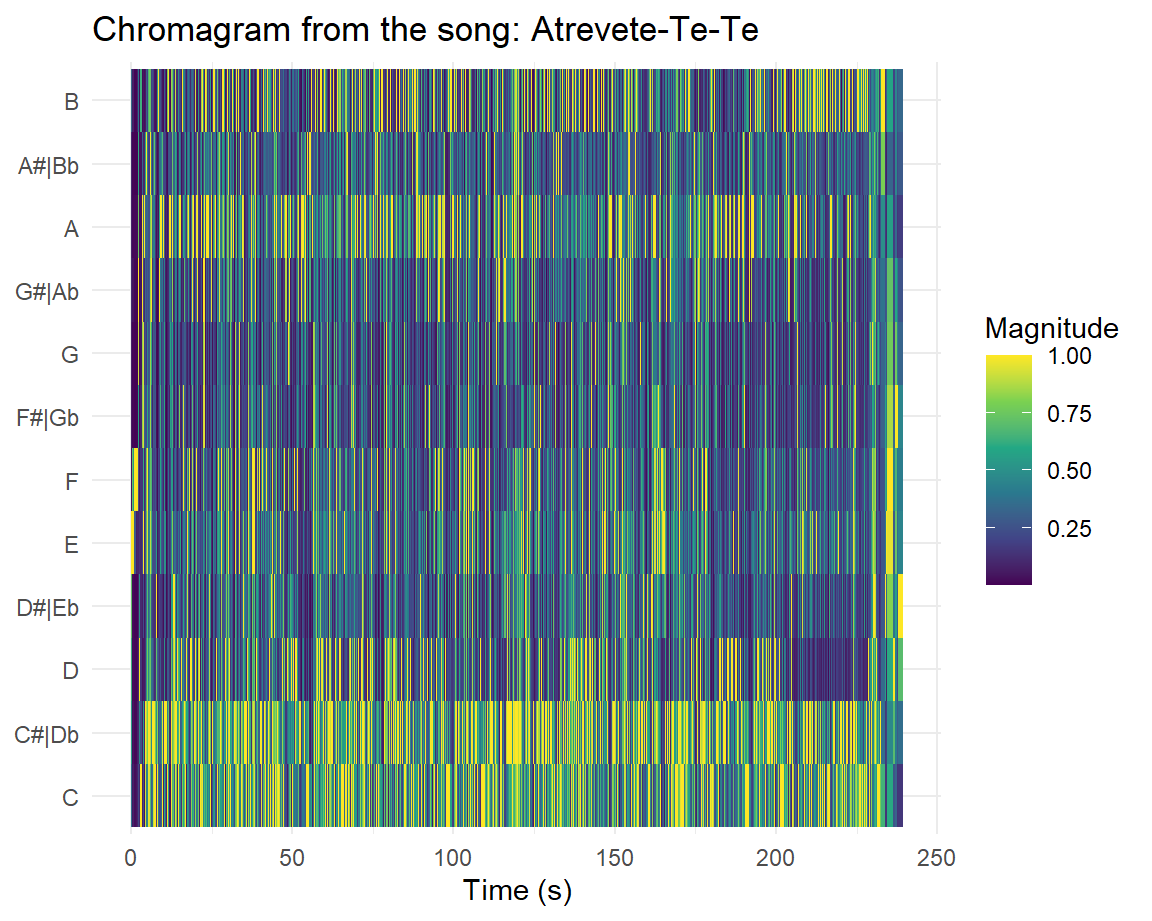 Chromagram from the song: Atrevete-Te-Te
B
A#|Bb
A
G#|Ab
G
F#|Gb
F
E
D#|Eb
D
C#|Db
C
0
50
100
150
200
250
Time (s)
Magnitude
1.00
0.75
0.50
0.25